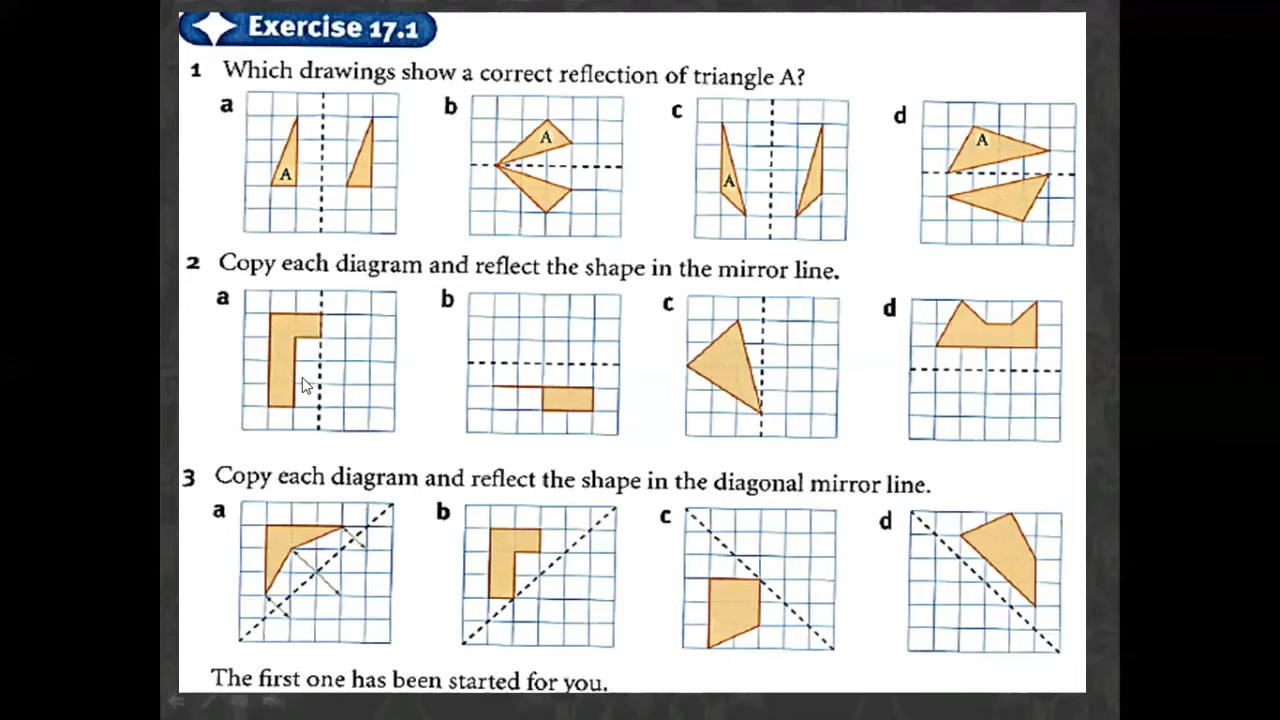 Exercise 17.1
1 Which drawings show a correct reflection of triangle A?
a b c d
A A A A
2 Copy each diagram and reflect the shape in the mirror line.
a b c d
3 Copy each diagram and reflect the shape in the diagonal mirror line.
a b c d
The first one has been started for you.